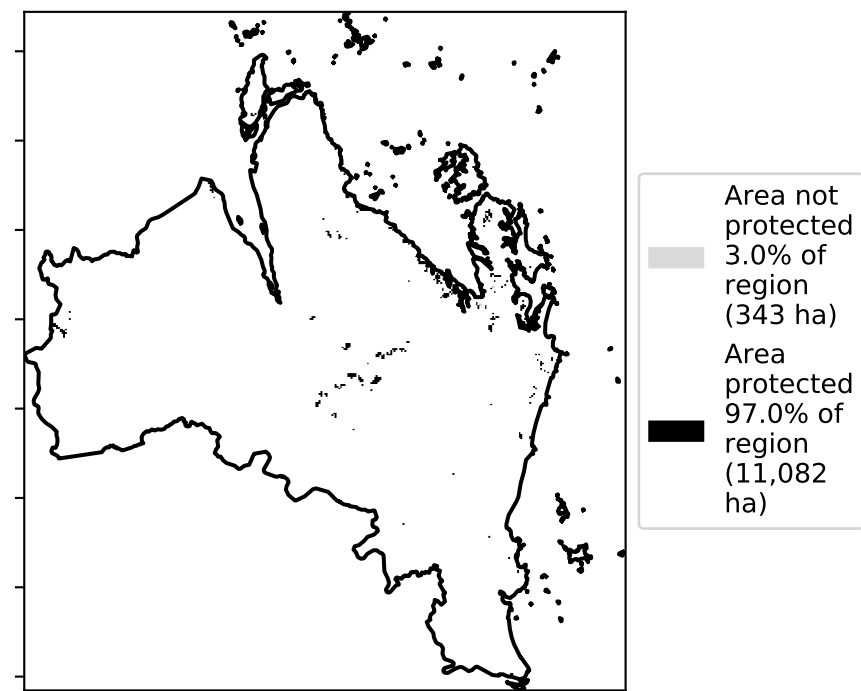 Area not
protected
3.0% of
region
(343 ha)
Area
protected
97.0% of
region
(11,082
ha)